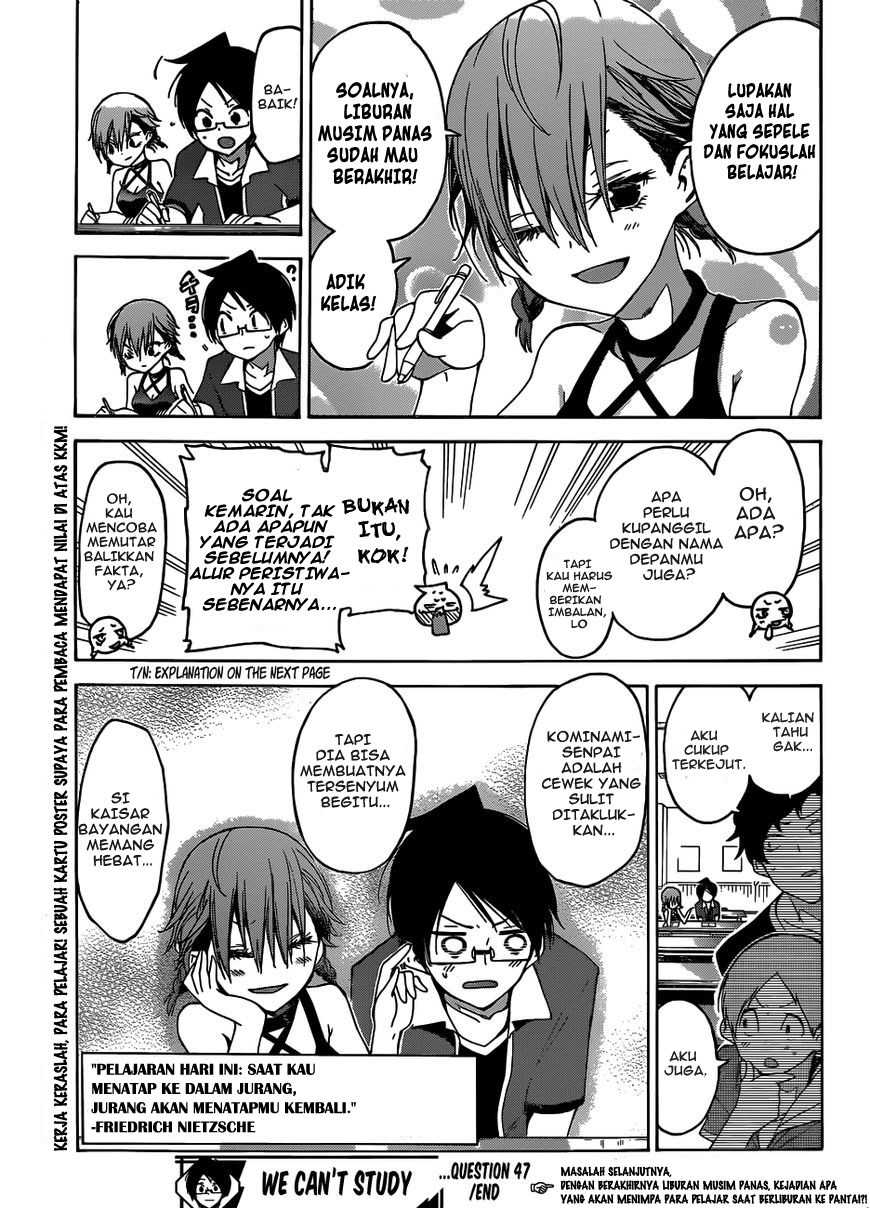 LUPAKAN
SAJA HAL
YANG SEPELE
DAN FOKUSLAH
BELAJAR!
SOALNYA,
LIBURAN
MUSIM PANAS
SUDAH MAU
BERAKHIR!
ADIK
KELAS!
BA-
BAIK!
OH,
ADA
APA?
APA
PERLU
KUPANGGIL
DENGAN NAMA
DEPANMU
JUGA?
TAPI
KAU HARUS
MEM-
BERIKAN
IMBALAN,
LO
BUKAN
ITU,
KOK!
SOAL
KEMARIN, TAK
ADA APAPUN
YANG TERJADI
SEBELUMNYA!
ALUR PERISTIWA-
NYA ITU
SEBENARNYA...
OH,
KAU
MENCOBA
MEMUTAR
BALIKKAN
FAKTA,
YA?
T/N: EXPLANATION ON THE NEXT PAGE
KALIAN
TAHU
GAK...
AKU
CUKUP
TERKEJUT.
AKU
JUGA.
KOMINAMI-
SENPAI
ADALAH
CEWEK YANG
SULIT
DITAKLUK-
KAN...
TAPI
DIA BISA
MEMBUATNYA
TERSENYUM
BEGITU...
SI
KAISAR
BAYANGAN
MEMANG
HEBAT...
"PELAJARAN HARI INI: SAAT KAU
MENATAP KE DALAM JURANG,
JURANG AKAN MENATAPMU KEMBALI."
-FRIEDRICH NIETZSCHE
KERJA KERASLAH, PARA PELAJAR! SEBUAH KARTU POSTER SUPAYA PARA PEMBACA MENDAPAT NILAI DI ATAS KKM!
WE CAN'T STUDY
...QUESTION 47
/END
MASALAH SELANJUTNYA,
DENGAN BERAKHIRNYA LIBURAN MUSIM PANAS, KEJADIAN APA
YANG AKAN MENIMPA PARA PELAJAR SAAT BERLIBURAN KE PANTAI?!